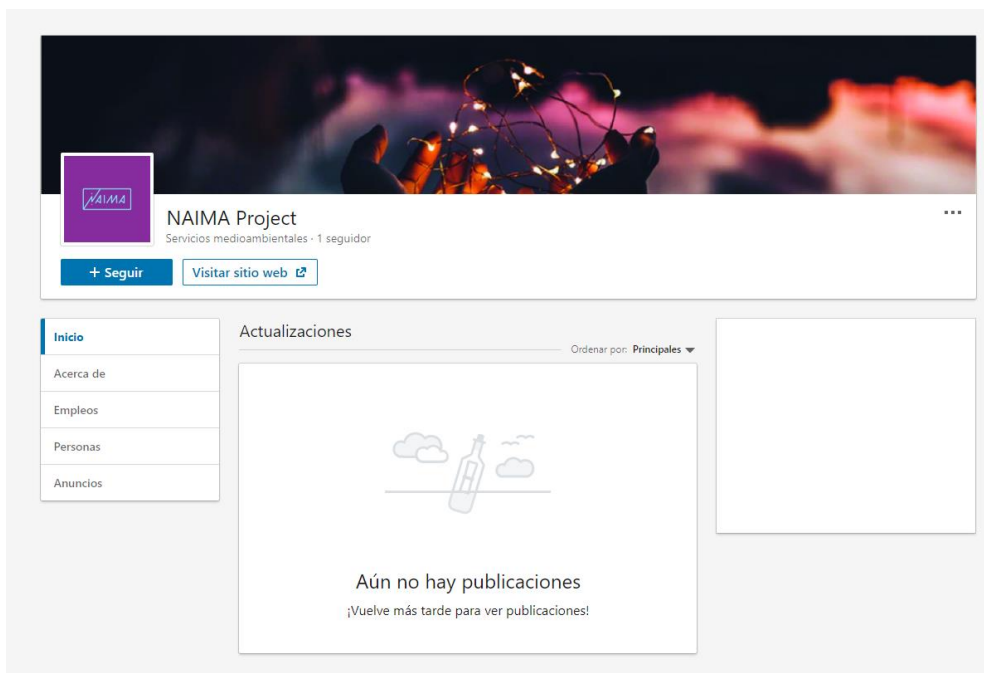 NAIMA
NAIMA Project
Servicios medioambientales · 1 seguidor
+ Seguir
Visitar sitio web
Inicio
Acerca de
Empleos
Personas
Anuncios
Actualizaciones
Ordenar por: Principales
Aún no hay publicaciones
¡Vuelve más tarde para ver publicaciones!